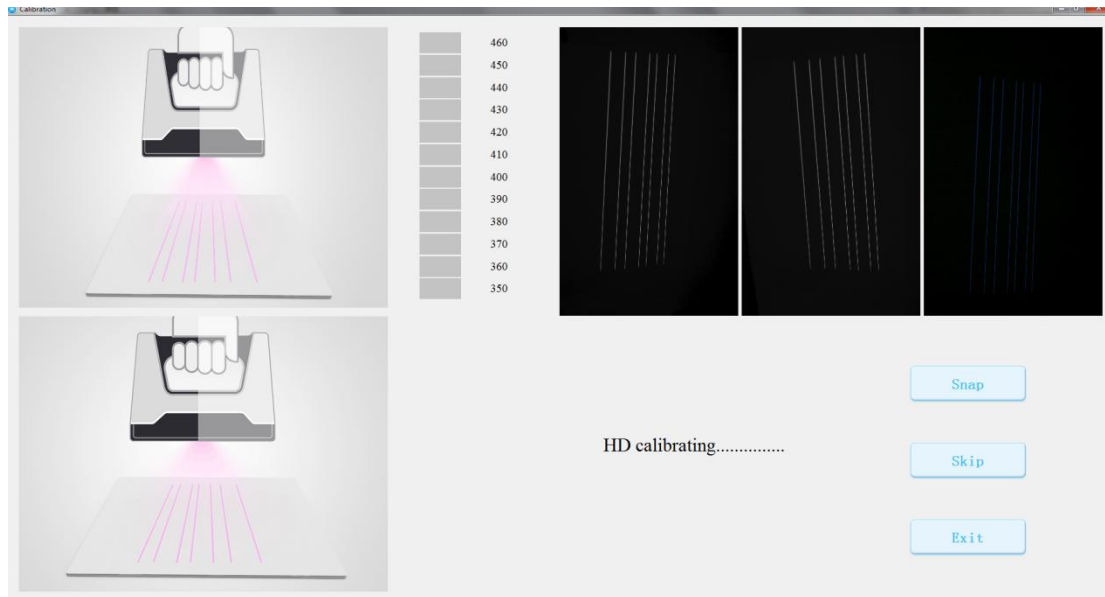 Calibration
460
450
440
430
420
410
400
390
380
370
360
350
HD calibrating...............
Snap
Skip
Exit